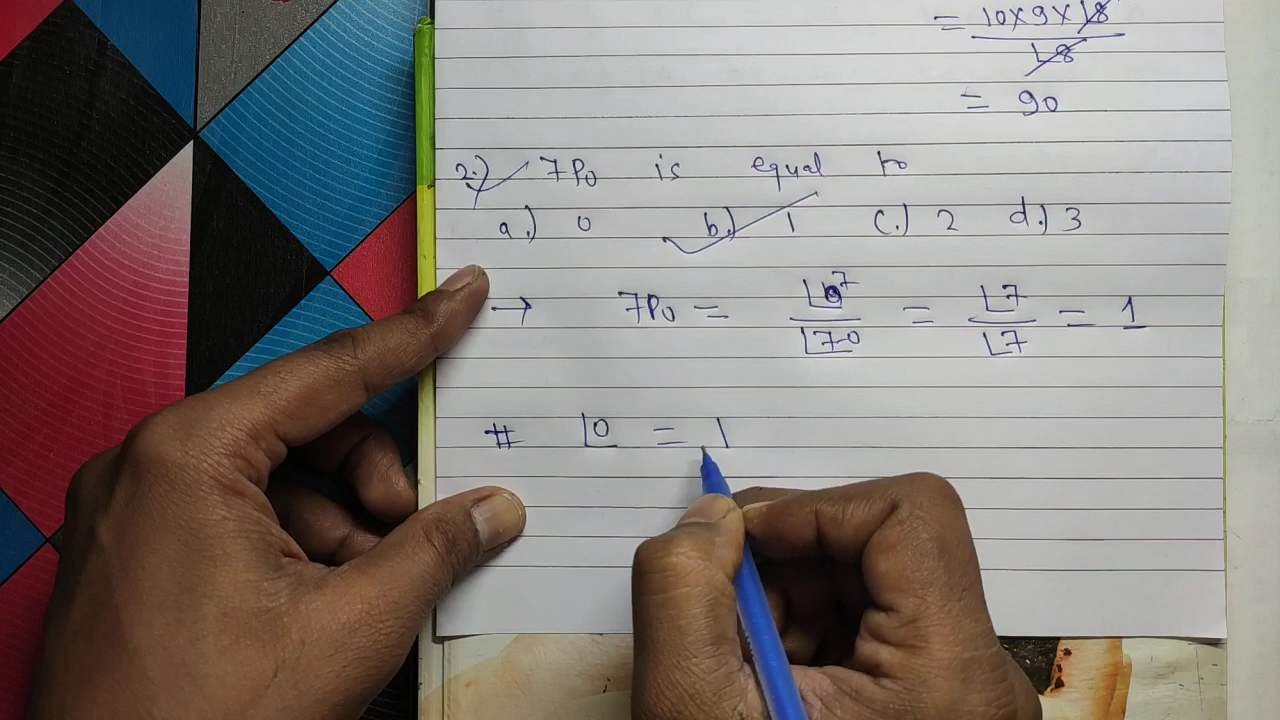 = 10×9×⌊8 / ⌊8
= 90
2.) 7P0 is equal to
a.) 0 b.) 1 c.) 2 d.) 3
→ 7P0 = ⌊7 / ⌊7-0 = ⌊7 / ⌊7 = 1
# ⌊0 = 1